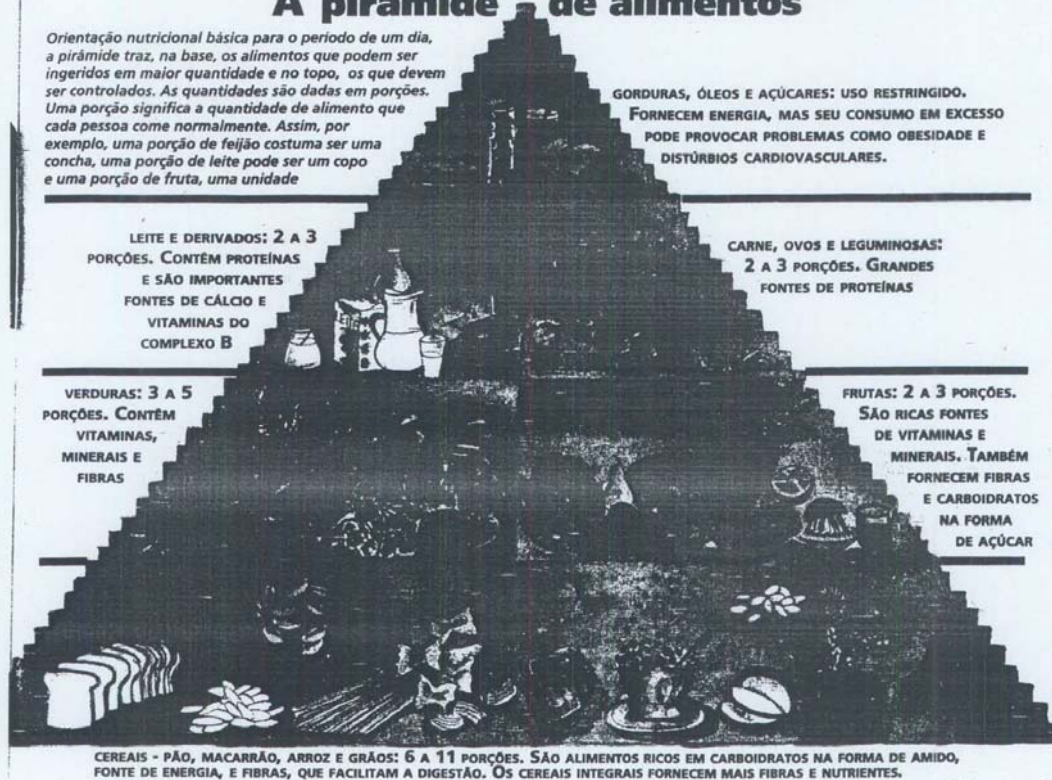 A pirâmide de alimentos
Orientação nutricional básica para o período de um dia,
a pirâmide traz, na base, os alimentos que podem ser
ingeridos em maior quantidade e no topo, os que devem
ser controlados. As quantidades são dadas em porções.
Uma porção significa a quantidade de alimento que
cada pessoa come normalmente. Assim, por
exemplo, uma porção de feijão costuma ser uma
concha, uma porção de leite pode ser um copo
e uma porção de fruta, uma unidade
GORDURAS, ÓLEOS E AÇÚCARES: USO RESTRINGIDO.
FORNECEM ENERGIA, MAS SEU CONSUMO EM EXCESSO
PODE PROVOCAR PROBLEMAS COMO OBESIDADE E
DISTÚRBIOS CARDIOVASCULARES.
LEITE E DERIVADOS: 2 A 3
PORÇÕES. CONTÊM PROTEÍNAS
E SÃO IMPORTANTES
FONTES DE CÁLCIO E
VITAMINAS DO
COMPLEXO B
CARNE, OVOS E LEGUMINOSAS:
2 A 3 PORÇÕES. GRANDES
FONTES DE PROTEÍNAS
VERDURAS: 3 A 5
PORÇÕES. CONTÊM
VITAMINAS,
MINERAIS E
FIBRAS
FRUTAS: 2 A 3 PORÇÕES.
SÃO RICAS FONTES
DE VITAMINAS E
MINERAIS. TAMBÉM
FORNECEM FIBRAS
E CARBOIDRATOS
NA FORMA
DE AÇÚCAR
CEREAIS - PÃO, MACARRÃO, ARROZ E GRÃOS: 6 A 11 PORÇÕES. SÃO ALIMENTOS RICOS EM CARBOIDRATOS NA FORMA DE AMIDO,
FONTE DE ENERGIA, E FIBRAS, QUE FACILITAM A DIGESTÃO. OS CEREAIS INTEGRAIS FORNECEM MAIS FIBRAS E NUTRIENTES.